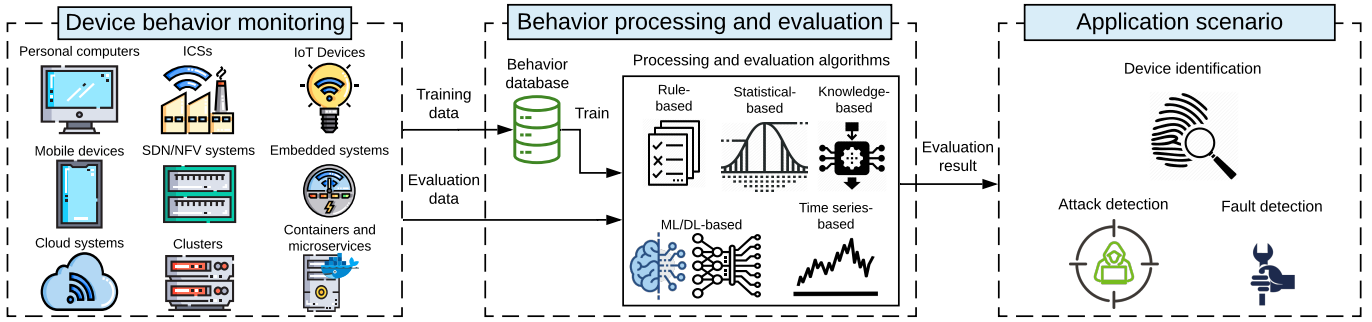 Device behavior monitoring
Personal computers
ICSs
IoT Devices
Mobile devices
SDN/NFV systems
Embedded systems
Cloud systems
Clusters
Containers and
microservices
Training
data
Evaluation
data
Behavior processing and evaluation
Behavior
database
Train
Processing and evaluation algorithms
Rule-
based
Statistical-
based
Knowledge-
based
ML/DL-based
Time series-
based
Evaluation
result
Application scenario
Device identification
Attack detection
Fault detection